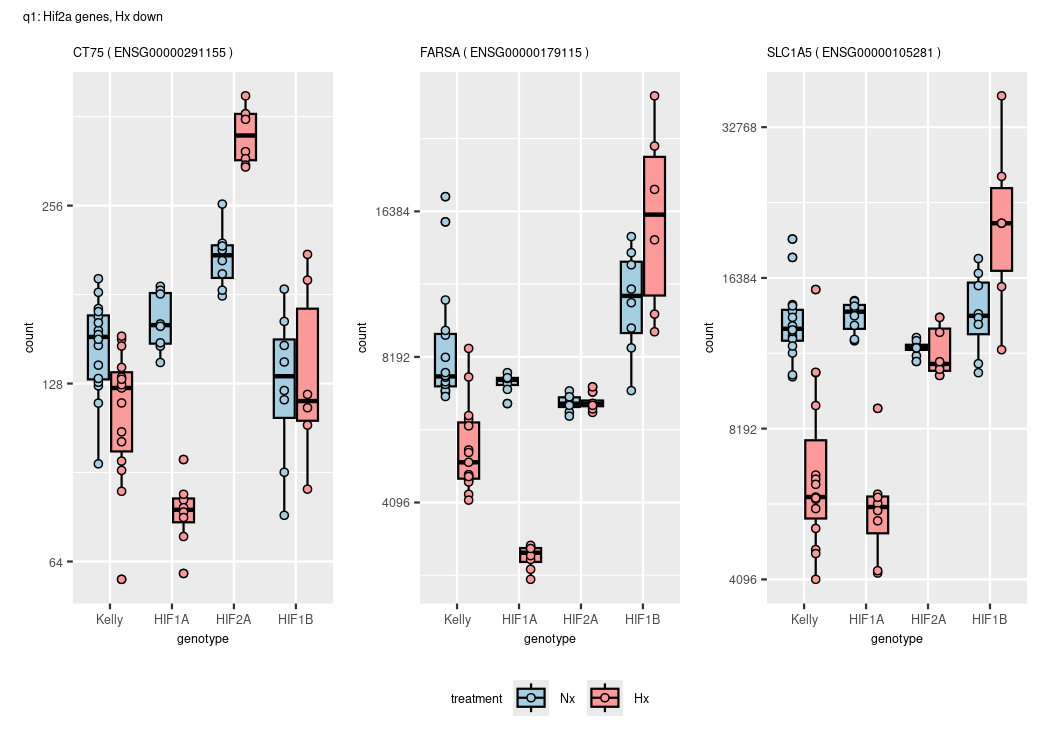 q1: Hif2a genes, Hx down
CT75 ( ENSG00000291155 )
count
256
128
64
Kelly HIF1A HIF2A HIF1B
genotype
FARSA ( ENSG00000179115 )
count
16384
8192
4096
Kelly HIF1A HIF2A HIF1B
genotype
SLC1A5 ( ENSG00000105281 )
count
32768
16384
8192
4096
Kelly HIF1A HIF2A HIF1B
genotype
treatment Nx Hx